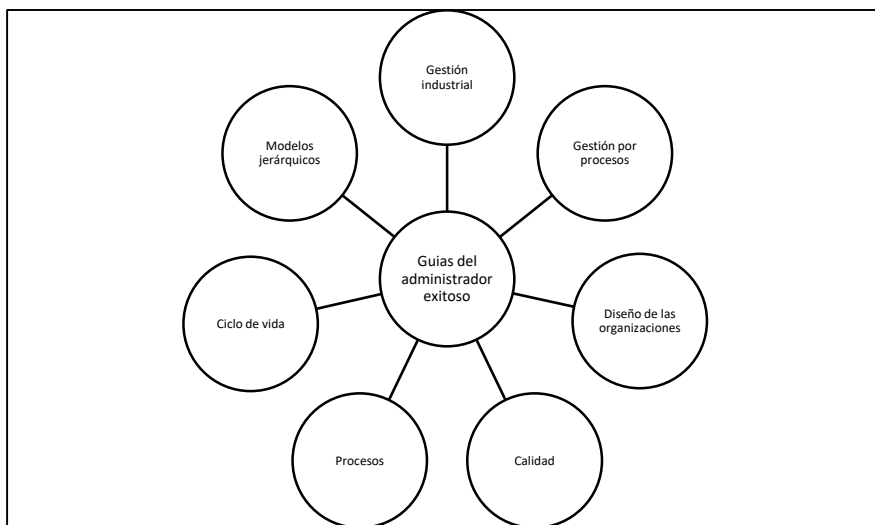 Gestión
industrial
Gestión por
procesos
Diseño de las
organizaciones
Calidad
Procesos
Ciclo de vida
Modelos
jerárquicos
Guias del
administrador
exitoso